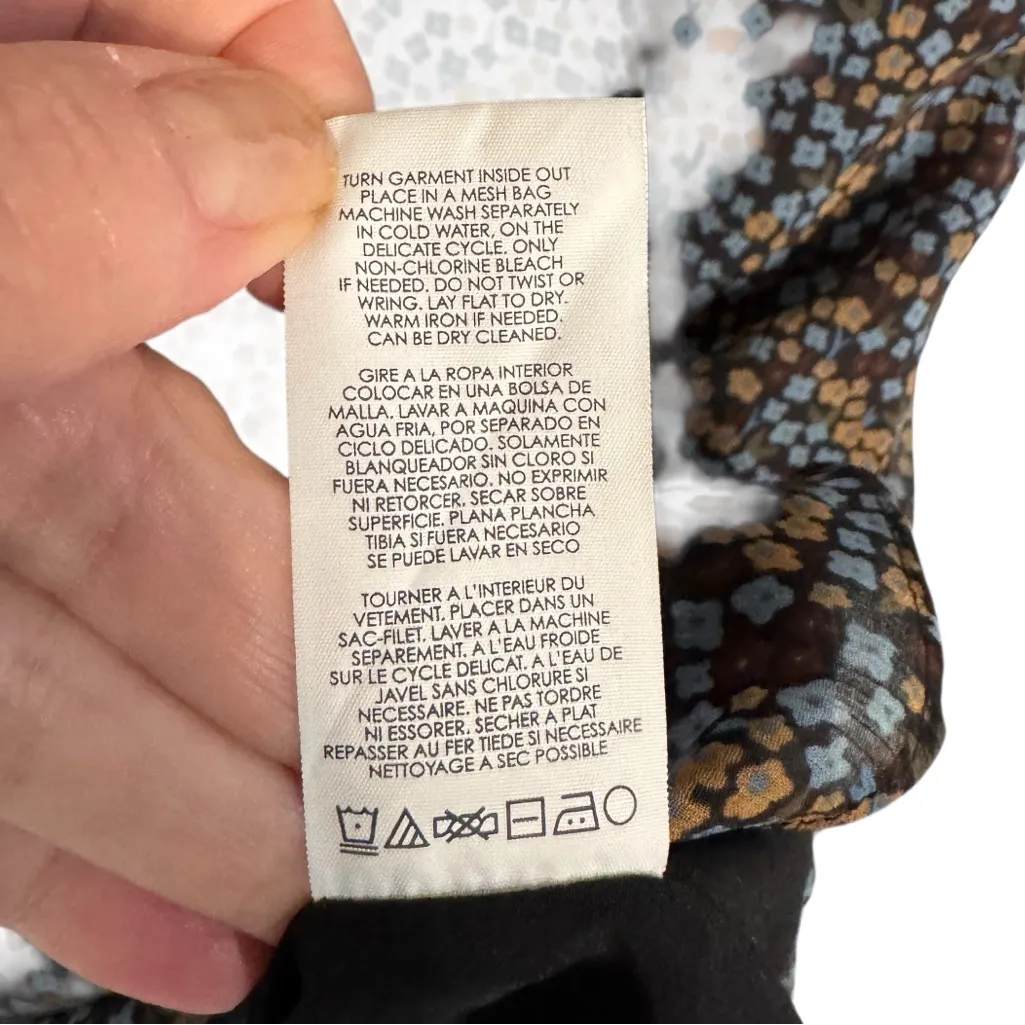 TURN GARMENT INSIDE OUT
PLACE IN A MESH BAG
MACHINE WASH SEPARATELY
IN COLD WATER, ON THE
DELICATE CYCLE. ONLY
NON-CHLORINE BLEACH
IF NEEDED. DO NOT TWIST OR
WRING. LAY FLAT TO DRY.
WARM IRON IF NEEDED.
CAN BE DRY CLEANED.
GIRE A LA ROPA INTERIOR
COLOCAR EN UNA BOLSA DE
MALLA. LAVAR A MAQUINA CON
AGUA FRIA, POR SEPARADO EN
CICLO DELICADO. SOLAMENTE
BLANQUEADOR SIN CLORO SI
FUERA NECESARIO. NO EXPRIMIR
NI RETORCER. SECAR SOBRE
SUPERFICIE. PLANA PLANCHA
TIBIA SI FUERA NECESARIO
SE PUEDE LAVAR EN SECO
TOURNER A L'INTERIEUR DU
VETEMENT. PLACER DANS UN
SAC-FILET. LAVER A LA MACHINE
SEPAREMENT. A L'EAU FROIDE
SUR LE CYCLE DELICAT. A L'EAU DE
JAVEL SANS CHLORURE SI
NECESSAIRE. NE PAS TORDRE
NI ESSORER. SECHER A PLAT
REPASSER AU FER TIEDE SI NECESSAIRE
NETTOYAGE A SEC POSSIBLE